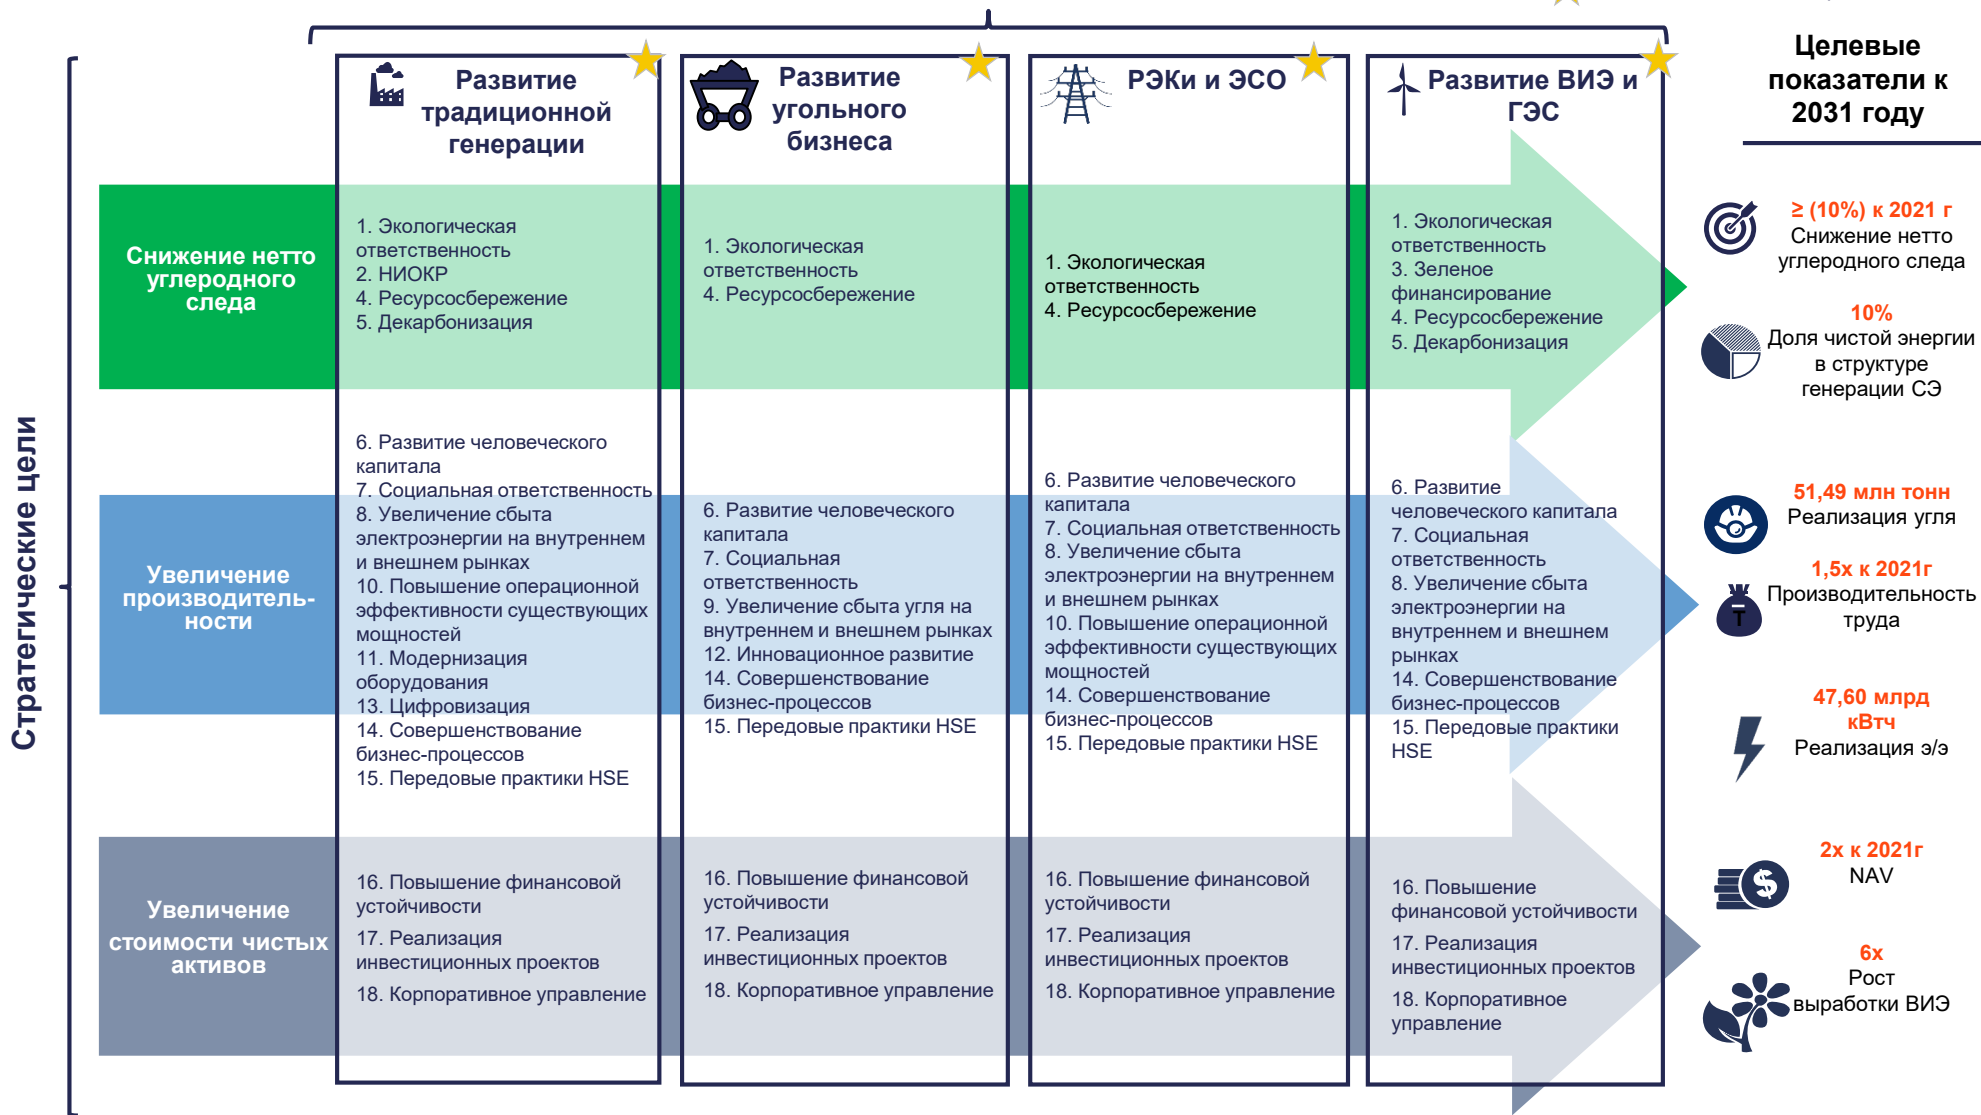 Стратегические цели
Развитие
традиционной
генерации
Развитие
угольного
бизнеса
РЭКи и ЭСО
Развитие ВИЭ и
ГЭС
Целевые
показатели к
2031 году
Снижение нетто
углеродного
следа
1. Экологическая
ответственность
2. НИОКР
4. Ресурсосбережение
5. Декарбонизация
1. Экологическая
ответственность
4. Ресурсосбережение
1. Экологическая
ответственность
4. Ресурсосбережение
1. Экологическая
ответственность
3. Зеленое
финансирование
4. Ресурсосбережение
5. Декарбонизация
≥ (10%) к 2021 г
Снижение нетто
углеродного следа
10%
Доля чистой энергии
в структуре
генерации СЭ
Увеличение
производитель-
ности
6. Развитие человеческого
капитала
7. Социальная ответственность
8. Увеличение сбыта
электроэнергии на внутреннем
и внешнем рынках
10. Повышение операционной
эффективности существующих
мощностей
11. Модернизация
оборудования
13. Цифровизация
14. Совершенствование
бизнес-процессов
15. Передовые практики HSE
6. Развитие человеческого
капитала
7. Социальная
ответственность
9. Увеличение сбыта угля на
внутреннем и внешнем рынках
12. Инновационное развитие
14. Совершенствование
бизнес-процессов
15. Передовые практики HSE
6. Развитие человеческого
капитала
7. Социальная ответственность
8. Увеличение сбыта
электроэнергии на внутреннем
и внешнем рынках
10. Повышение операционной
эффективности существующих
мощностей
14. Совершенствование
бизнес-процессов
15. Передовые практики HSE
6. Развитие
человеческого капитала
7. Социальная
ответственность
8. Увеличение сбыта
электроэнергии на
внутреннем и внешнем
рынках
14. Совершенствование
бизнес-процессов
15. Передовые практики
HSE
51,49 млн тонн
Реализация угля
1,5х к 2021г
Производительность
труда
47,60 млрд
кВтч
Реализация э/э
Увеличение
стоимости чистых
активов
16. Повышение финансовой
устойчивости
17. Реализация
инвестиционных проектов
18. Корпоративное управление
16. Повышение финансовой
устойчивости
17. Реализация
инвестиционных проектов
18. Корпоративное управление
16. Повышение финансовой
устойчивости
17. Реализация
инвестиционных проектов
18. Корпоративное управление
16. Повышение
финансовой устойчивости
17. Реализация
инвестиционных проектов
18. Корпоративное
управление
2х к 2021г
NAV
6х
Рост
выработки ВИЭ